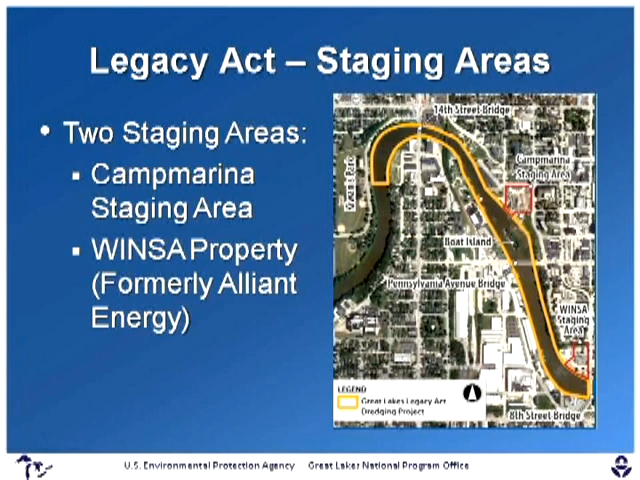 Legacy Act – Staging Areas
• Two Staging Areas:
▪ Campmarina
Staging Area
▪ WINSA Property
(Formerly Alliant
Energy)
14th Street Bridge
Campmarina
Staging Area
Boat Island
Pennsylvania Avenue Bridge
WINSA
Staging
Area
LEGEND
Great Lakes Legacy Act
Dredging Project
8th Street Bridge
U.S. Environmental Protection Agency Great Lakes National Program Office